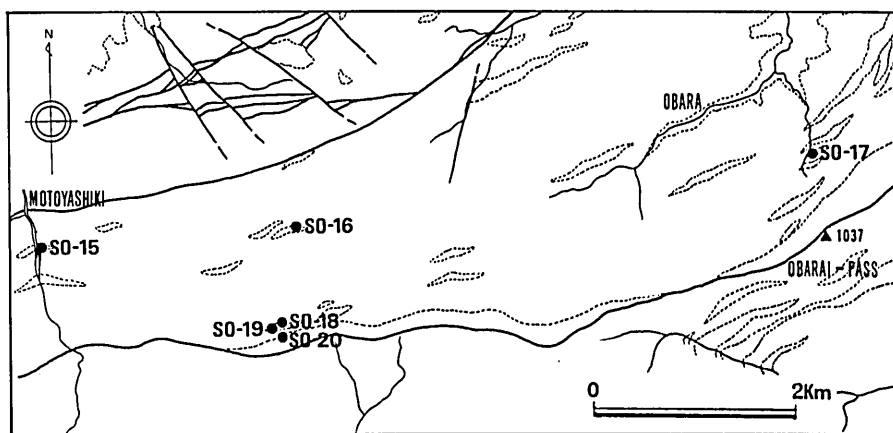 N
OBARA
SO-17
MOTOYASHIKI
SO-16
SO-15
1037
OBARAI-PASS
SO-18
SO-19
SO-20
0 2Km